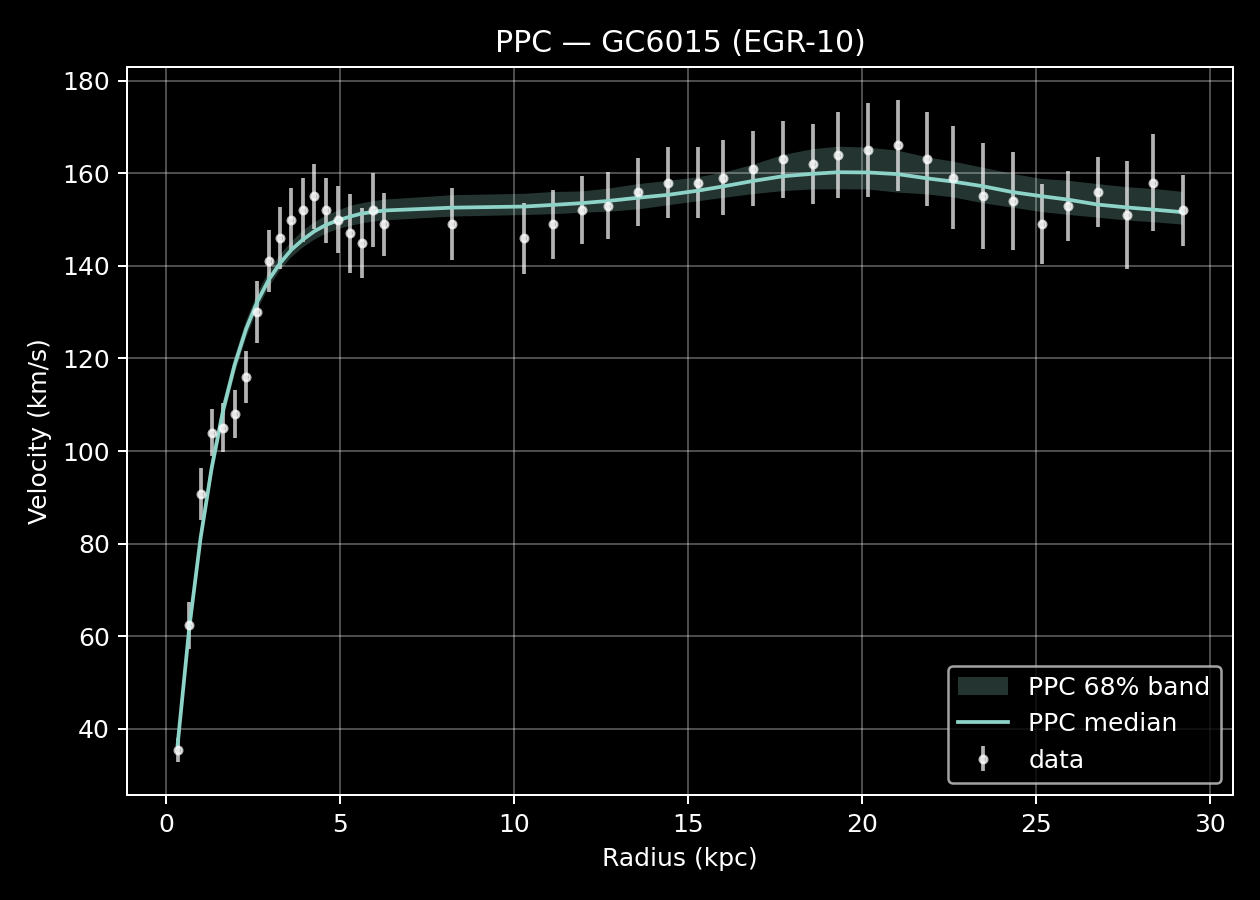 PPC — GC6015 (EGR-10)
180
160
140
120
100
80
60
40
Velocity (km/s)
0 5 10 15 20 25 30
Radius (kpc)
PPC 68% band
PPC median
data